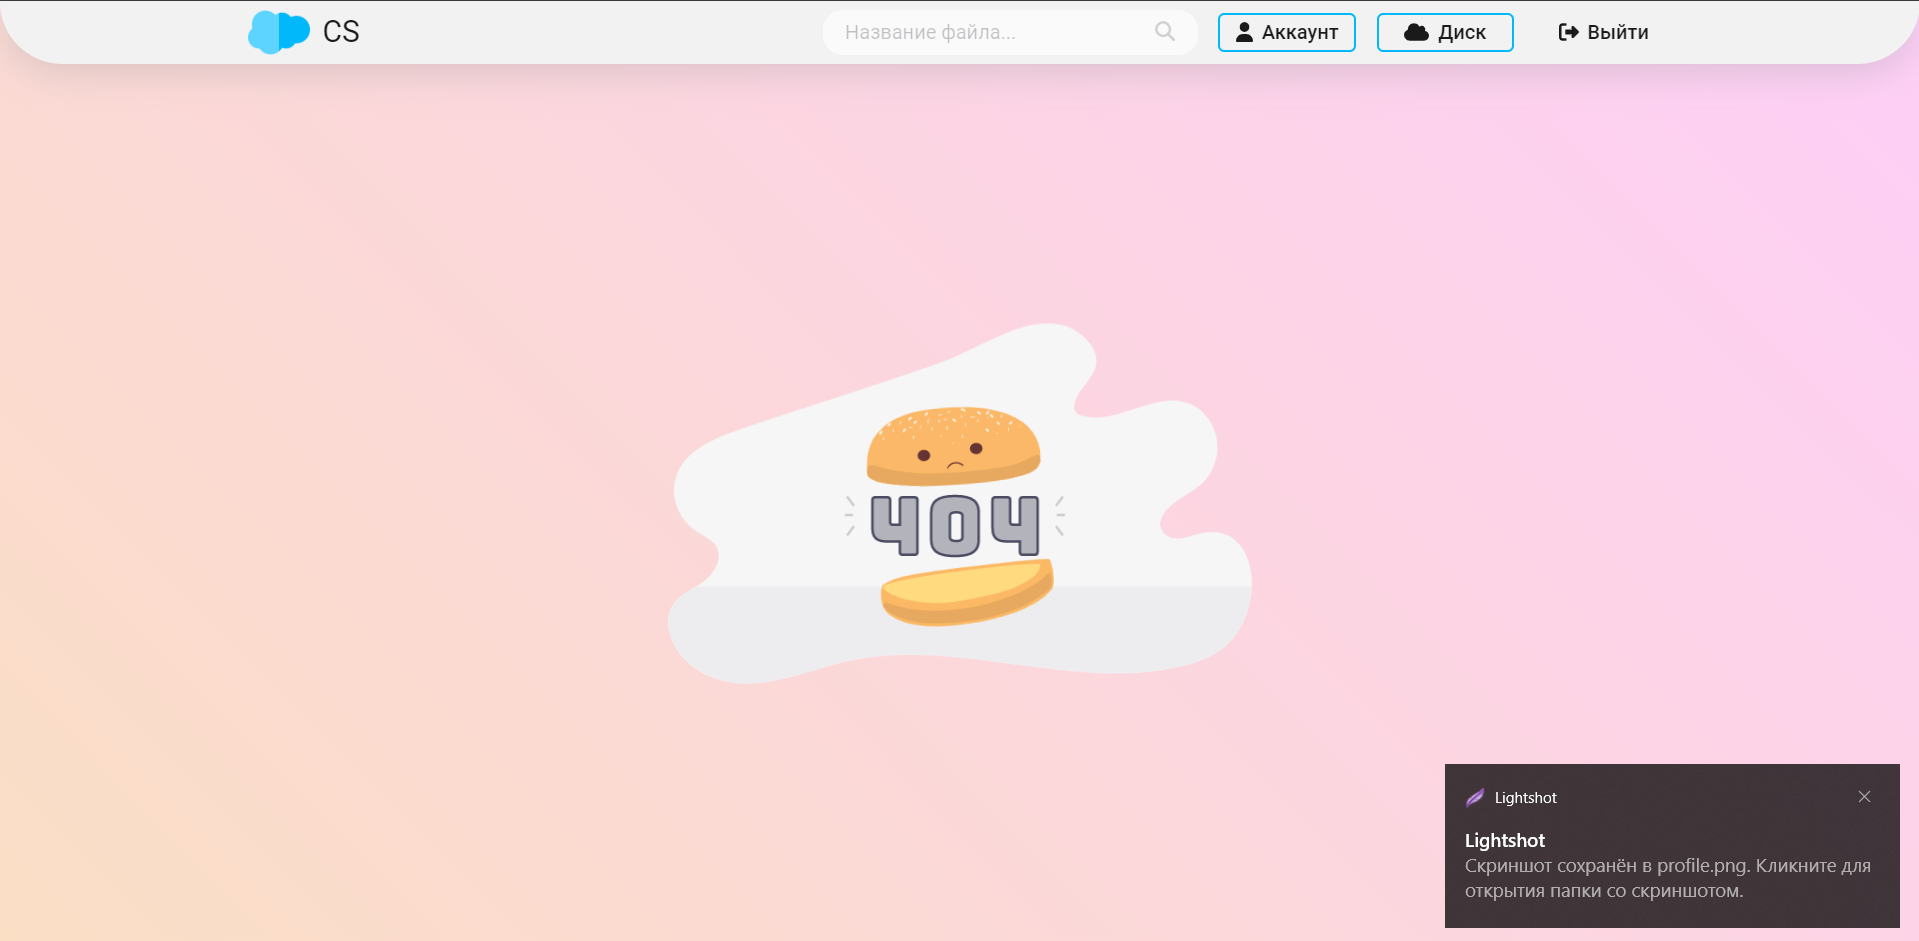 CS
Название файла...
Аккаунт
Диск
Выйти
404
Lightshot
Lightshot
Скриншот сохранён в profile.png. Кликните для
открытия папки со скриншотом.